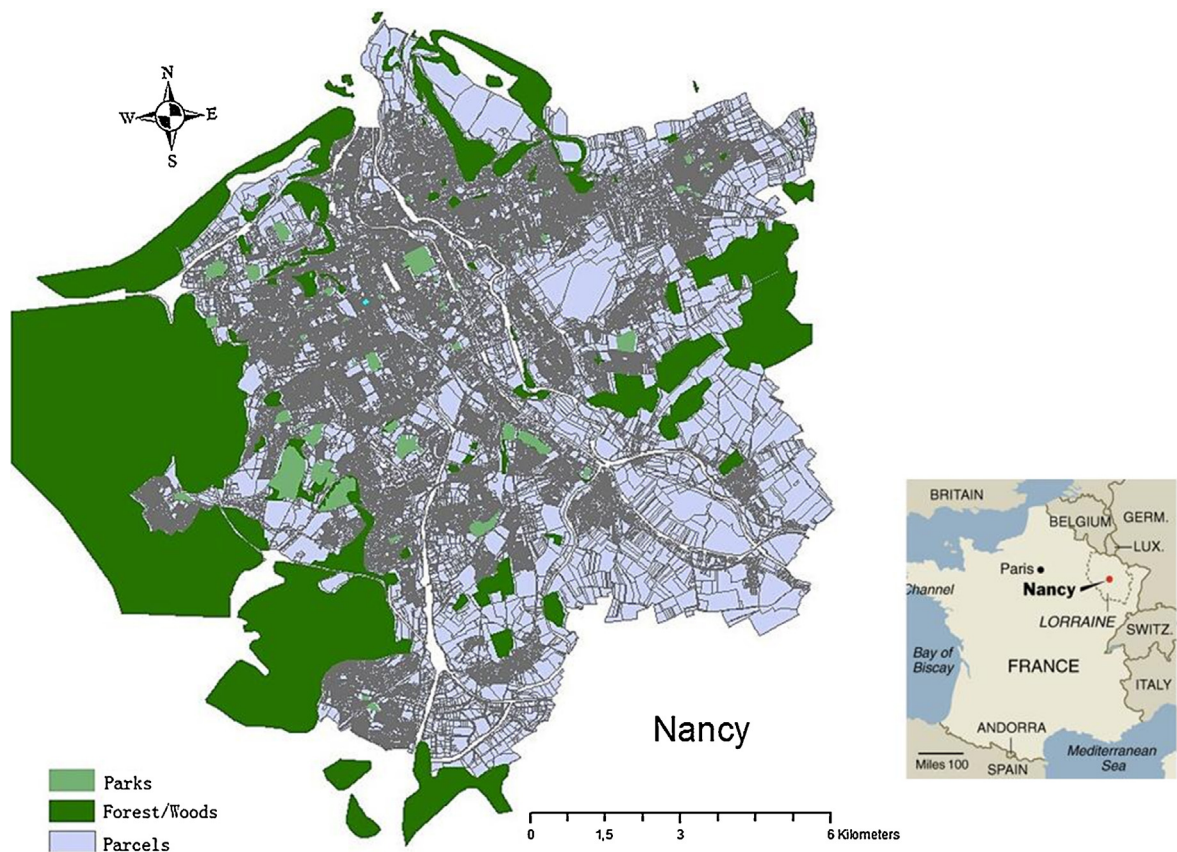 N
W
E
S
Nancy
Parks
Forest/Woods
Parcels
0
1,5
3
6 Kilometers
BRITAIN
BELGIUM
GERM.
LUX.
Paris
Channel
Nancy
LORRAINE
SWITZ.
Bay of
Biscay
FRANCE
ITALY
ANDORRA
Mediterranean
Sea
Miles 100
SPAIN